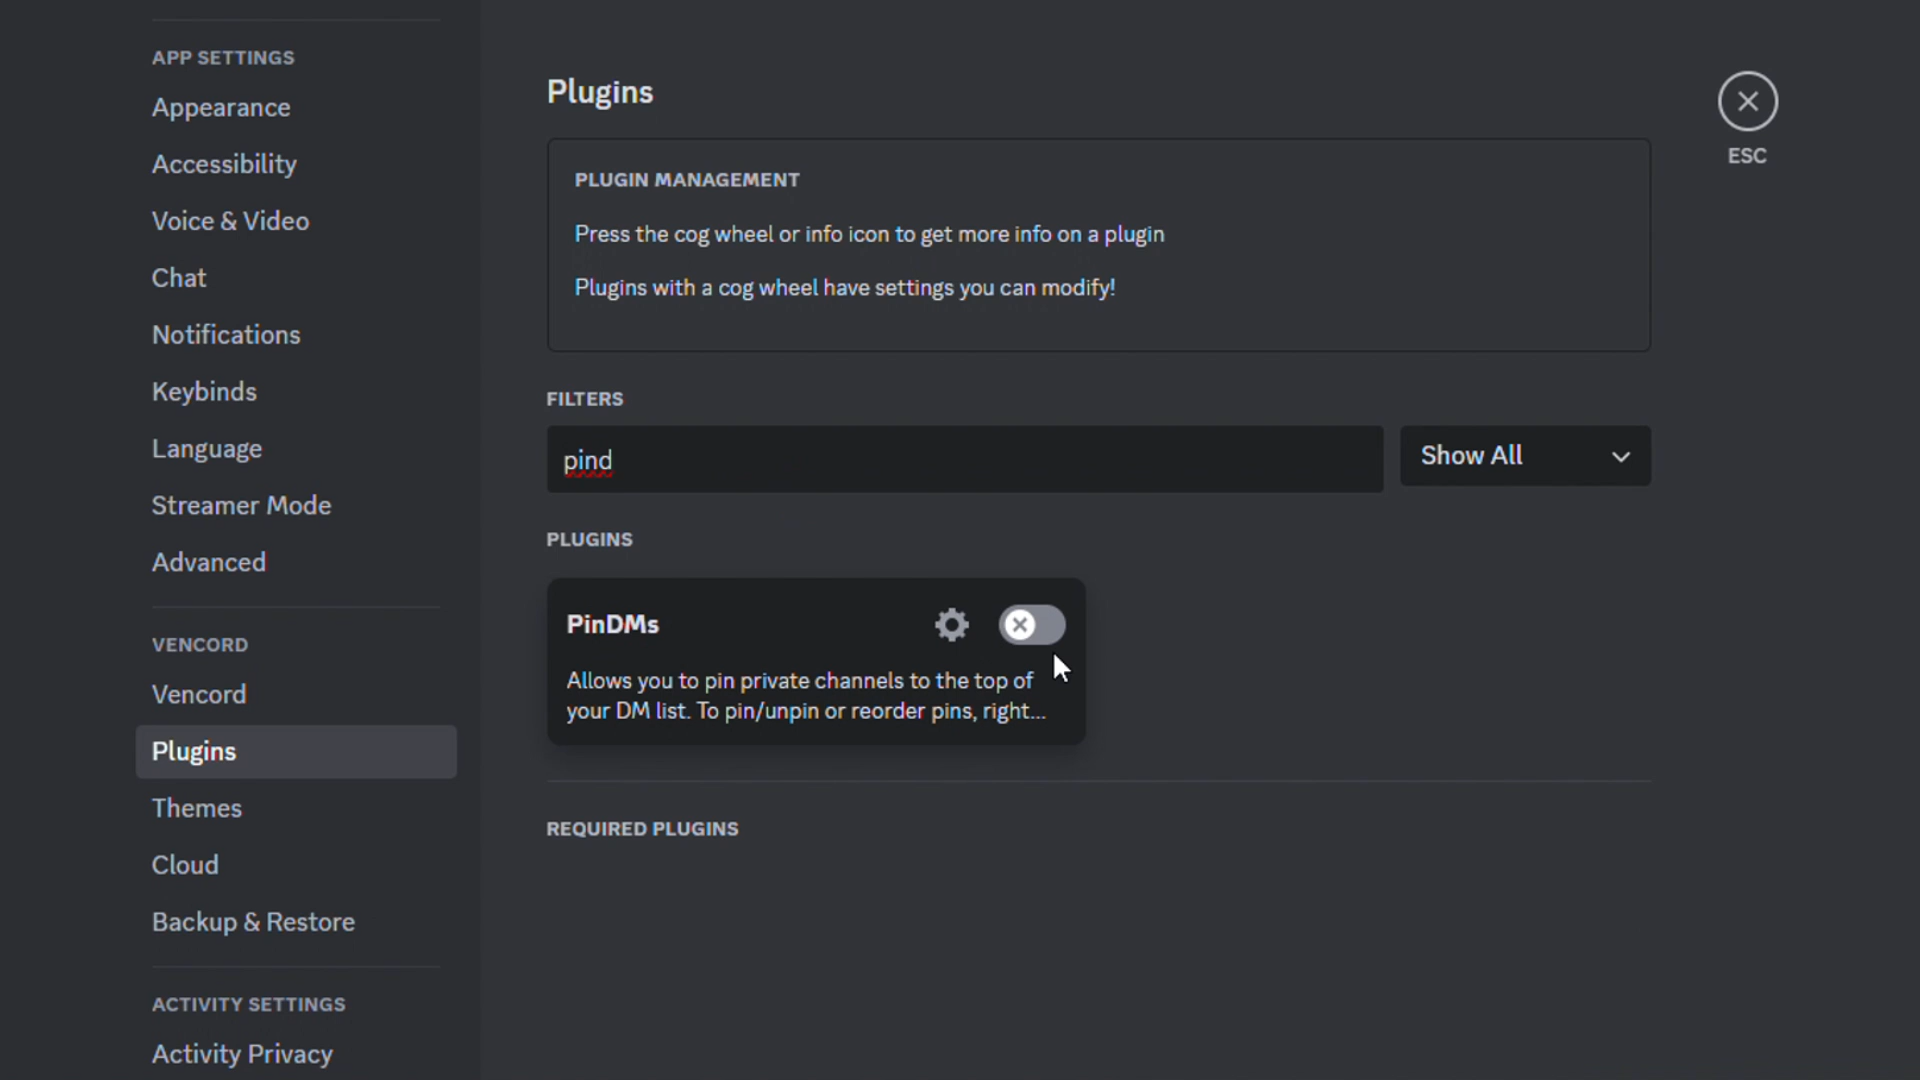 APP SETTINGS
Appearance
Accessibility
Voice & Video
Chat
Notifications
Keybinds
Language
Streamer Mode
Advanced
VENCORD
Vencord
Plugins
Themes
Cloud
Backup & Restore
ACTIVITY SETTINGS
Activity Privacy
Plugins
PLUGIN MANAGEMENT
Press the cog wheel or info icon to get more info on a plugin
Plugins with a cog wheel have settings you can modify!
FILTERS
pind
Show All
PLUGINS
PinDMs
Allows you to pin private channels to the top of
your DM list. To pin/unpin or reorder pins, right...
REQUIRED PLUGINS
ESC